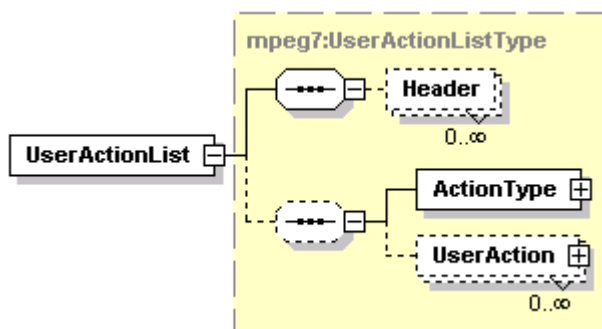 mpeg7:UserActionListType
Header
0..∞
UserActionList
ActionType
UserAction
0..∞